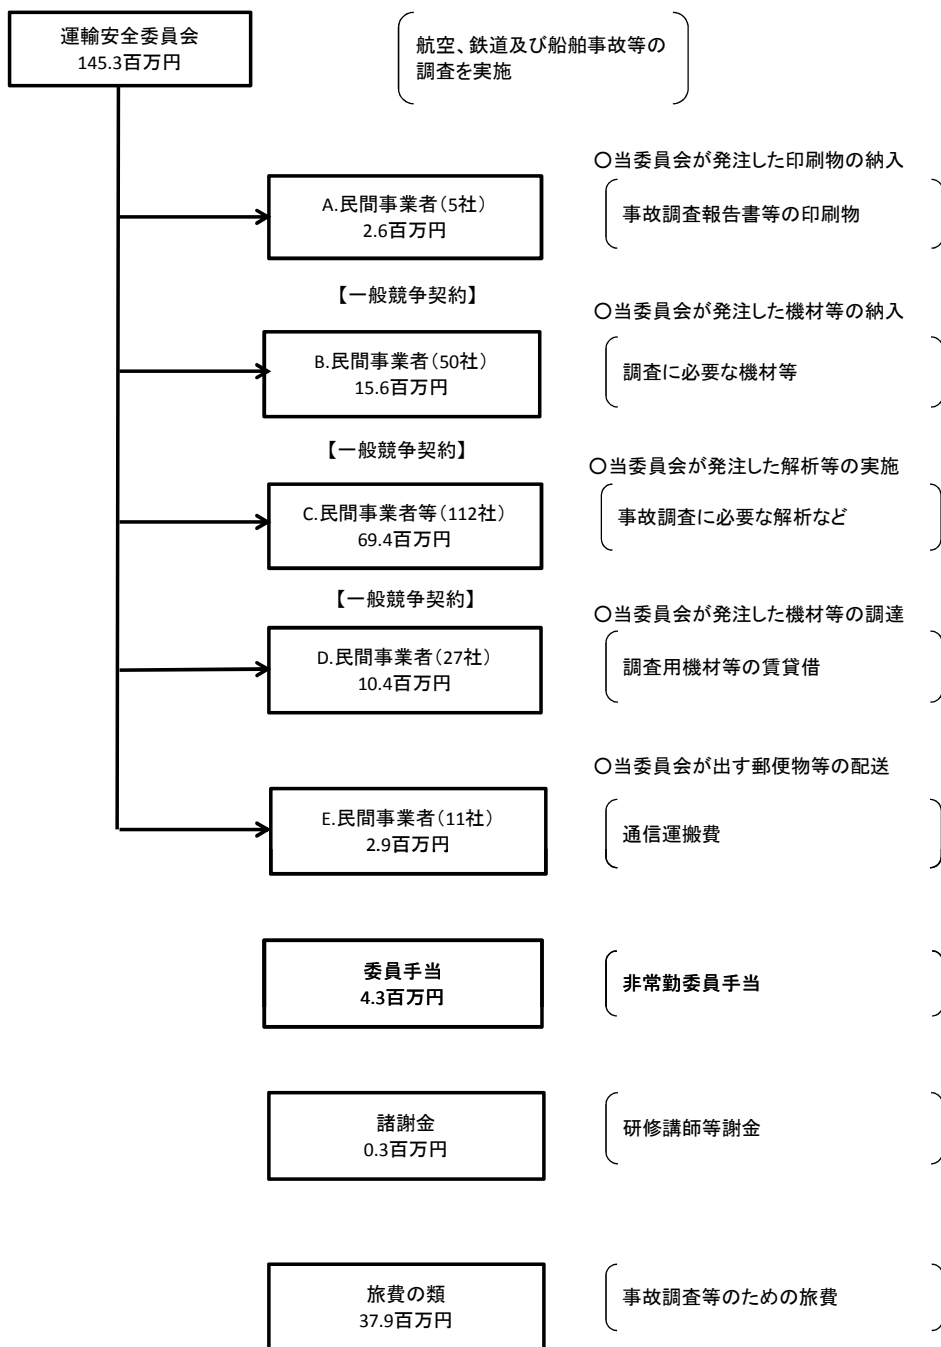 運輸安全委員会
145.3百万円
航空、鉄道及び船舶事故等の
調査を実施
○当委員会が発注した印刷物の納入
A.民間事業者(5社)
2.6百万円
事故調査報告書等の印刷物
【一般競争契約】
○当委員会が発注した機材等の納入
B.民間事業者(50社)
15.6百万円
調査に必要な機材等
【一般競争契約】
○当委員会が発注した解析等の実施
C.民間事業者等(112社)
69.4百万円
事故調査に必要な解析など
【一般競争契約】
○当委員会が発注した機材等の調達
D.民間事業者(27社)
10.4百万円
調査用機材等の賃貸借
○当委員会が出す郵便物等の配送
E.民間事業者(11社)
2.9百万円
通信運搬費
委員手当
4.3百万円
非常勤委員手当
諸謝金
0.3百万円
研修講師等謝金
旅費の類
37.9百万円
事故調査等のための旅費